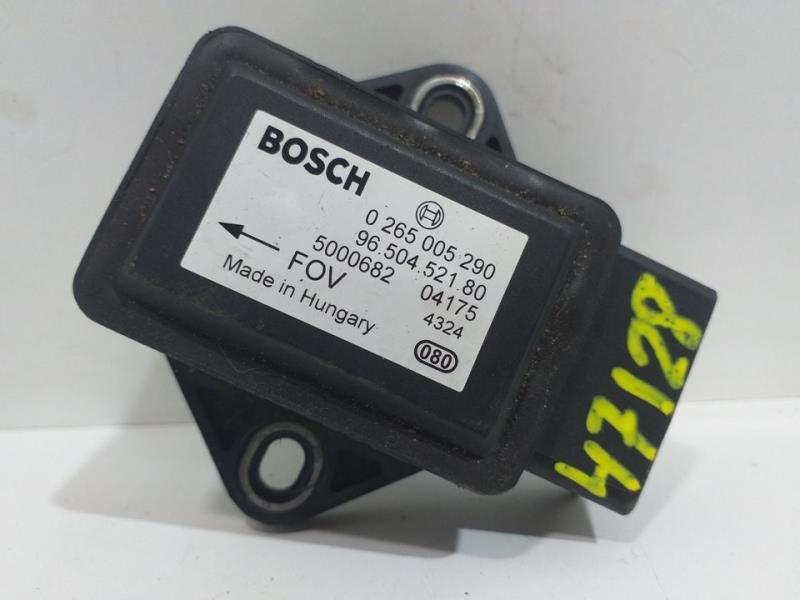 BOSCH
0 265 005 290
96.504.521.80
5000682 04175
FOV 4324
Made in Hungary
080
47128